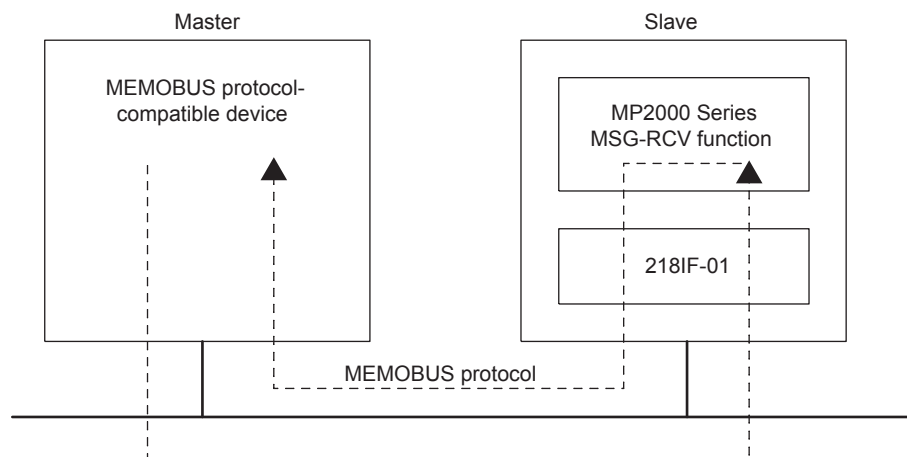 Master
MEMOBUS protocol-
compatible device
Slave
MP2000 Series
MSG-RCV function
218IF-01
MEMOBUS protocol